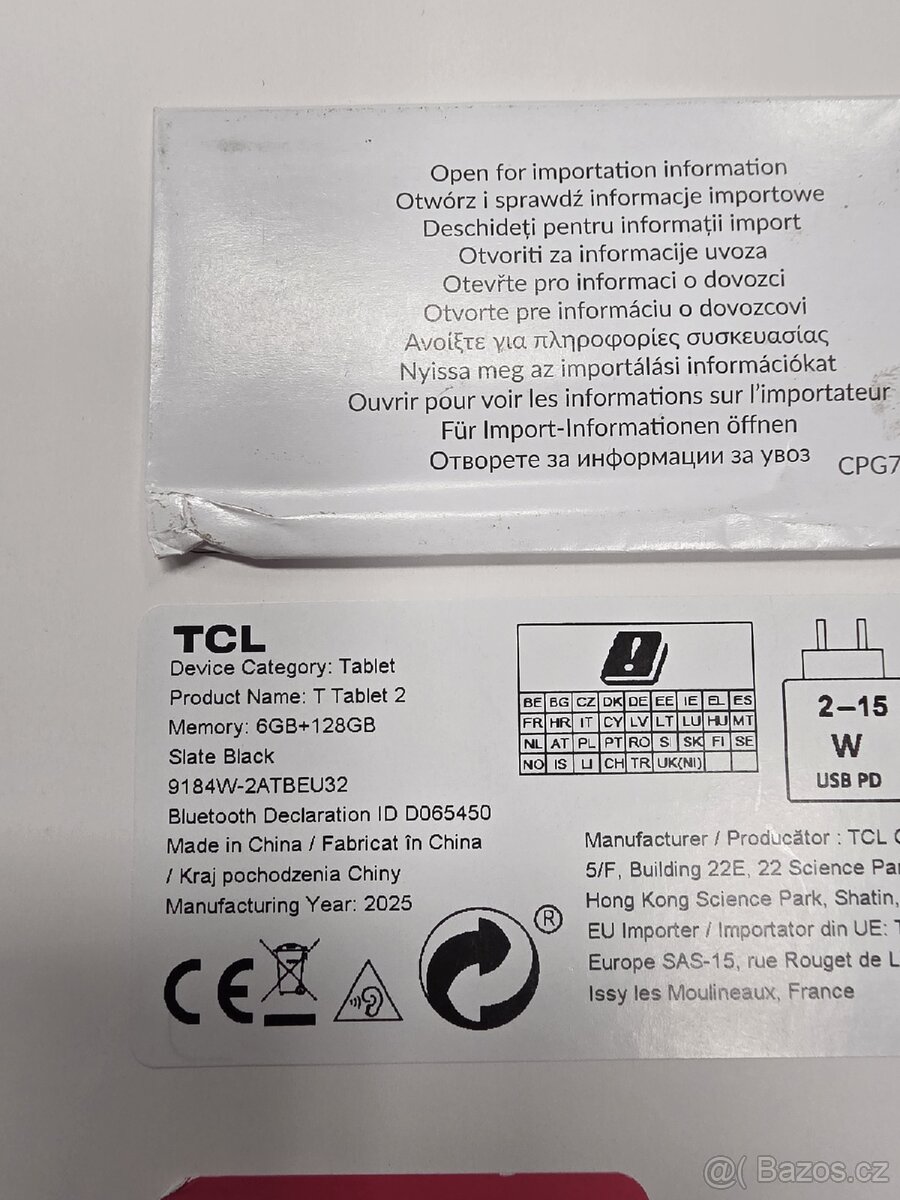 Open for importation information
Otwórz i sprawdź informacje importowe
Deschideți pentru informații import
Otvoriti za informacije uvoza
Otevřte pro informaci o dovozci
Otvorte pre informáciu o dovozcovi
Ανοίξτε για πληροφορίες συσκευασίας
Nyissa meg az importálási információkat
Ouvrir pour voir les informations sur l'importateur
Für Import-Informationen öffnen
Отворете за информации за увоз
CPG7
TCL
Device Category: Tablet
Product Name: T Tablet 2
Memory: 6GB+128GB
Slate Black
9184W-2ATBEU32
Bluetooth Declaration ID D065450
Made in China / Fabricat în China
/ Kraj pochodzenia Chiny
Manufacturing Year: 2025
BE BG CZ DK DE EE IE EL ES
FR HR IT CY LV LT LU HU MT
NL AT PL PT RO SI SK FI SE
NO IS LI CH TR UK(NI)
2–15
W
USB PD
Manufacturer / Producător : TCL
5/F, Building 22E, 22 Science
Hong Kong Science Park, Shatin,
EU Importer / Importator din UE:
Europe SAS-15, rue Rouget de
Issy les Moulineaux, France
CE
®
@( Bazos.cz